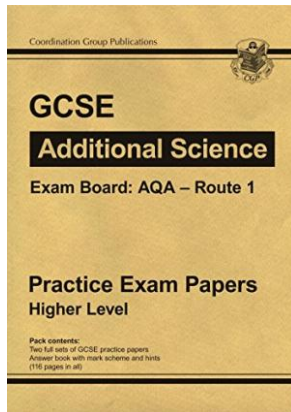 Coordination Group Publications
GCSE
Additional Science
Exam Board: AQA – Route 1
Practice Exam Papers
Higher Level
Pack contents:
Two full sets of GCSE practice papers
Answer book with mark scheme and hints
(116 pages in all)